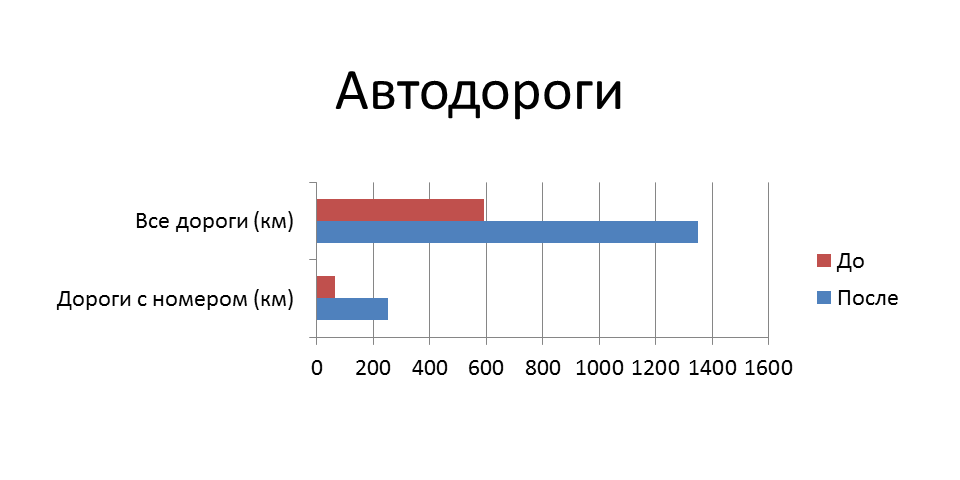 Автодороги
Все дороги (км)
Дороги с номером (км)
До
После
0 200 400 600 800 1000 1200 1400 1600